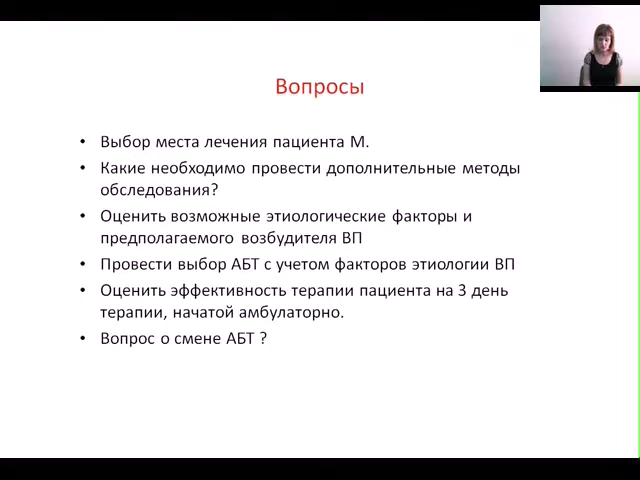 Вопросы
• Выбор места лечения пациента М.
• Какие необходимо провести дополнительные методы
обследования?
• Оценить возможные этиологические факторы и
предполагаемого возбудителя ВП
• Провести выбор АБТ с учетом факторов этиологии ВП
• Оценить эффективность терапии пациента на 3 день
терапии, начатой амбулаторно.
• Вопрос о смене АБТ ?